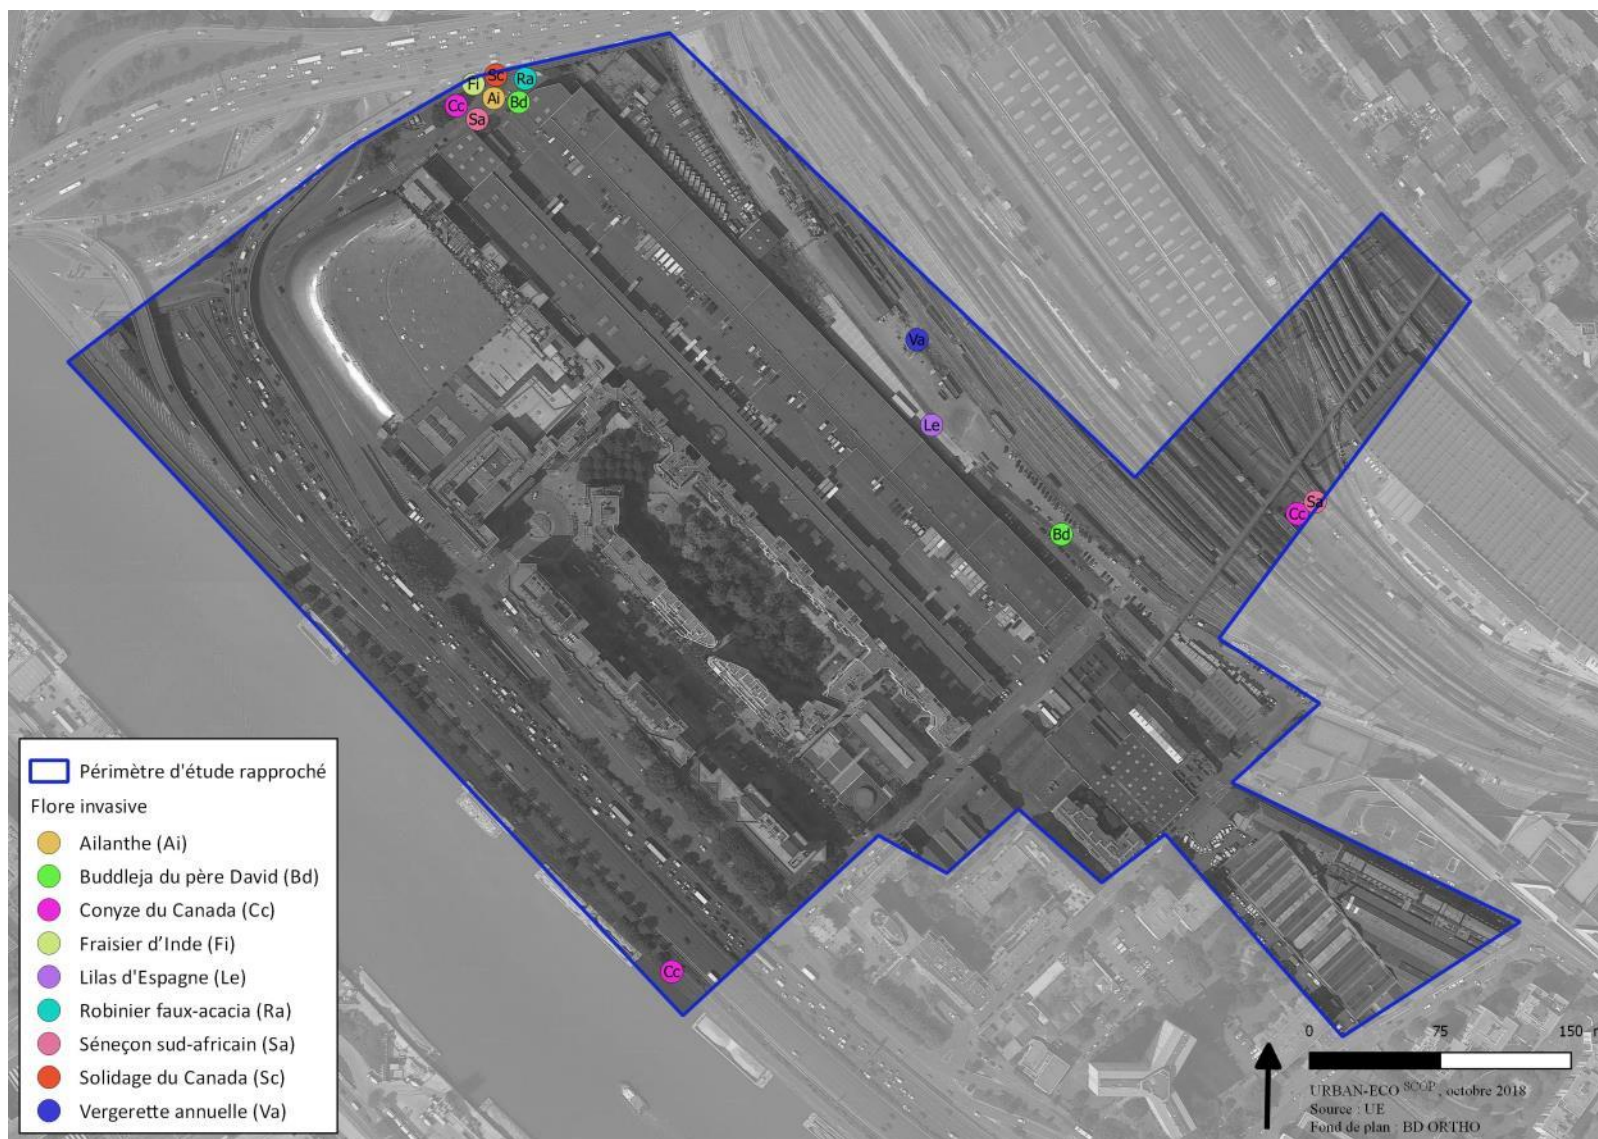 Sc
Fi
Ra
Ai
Cc
Bd
Sa
Va
Le
Sa
Cc
Bd
Cc
Périmètre d'étude rapproché
Flore invasive
Ailanthe (Ai)
Buddleja du père David (Bd)
Conyze du Canada (Cc)
Fraisier d’Inde (Fi)
Lilas d'Espagne (Le)
Robinier faux-acacia (Ra)
Séneçon sud-africain (Sa)
Solidage du Canada (Sc)
Vergerette annuelle (Va)
0 75 150 m
URBAN-ECO SCOP, octobre 2018
Source : UE
Fond de plan : BD ORTHO